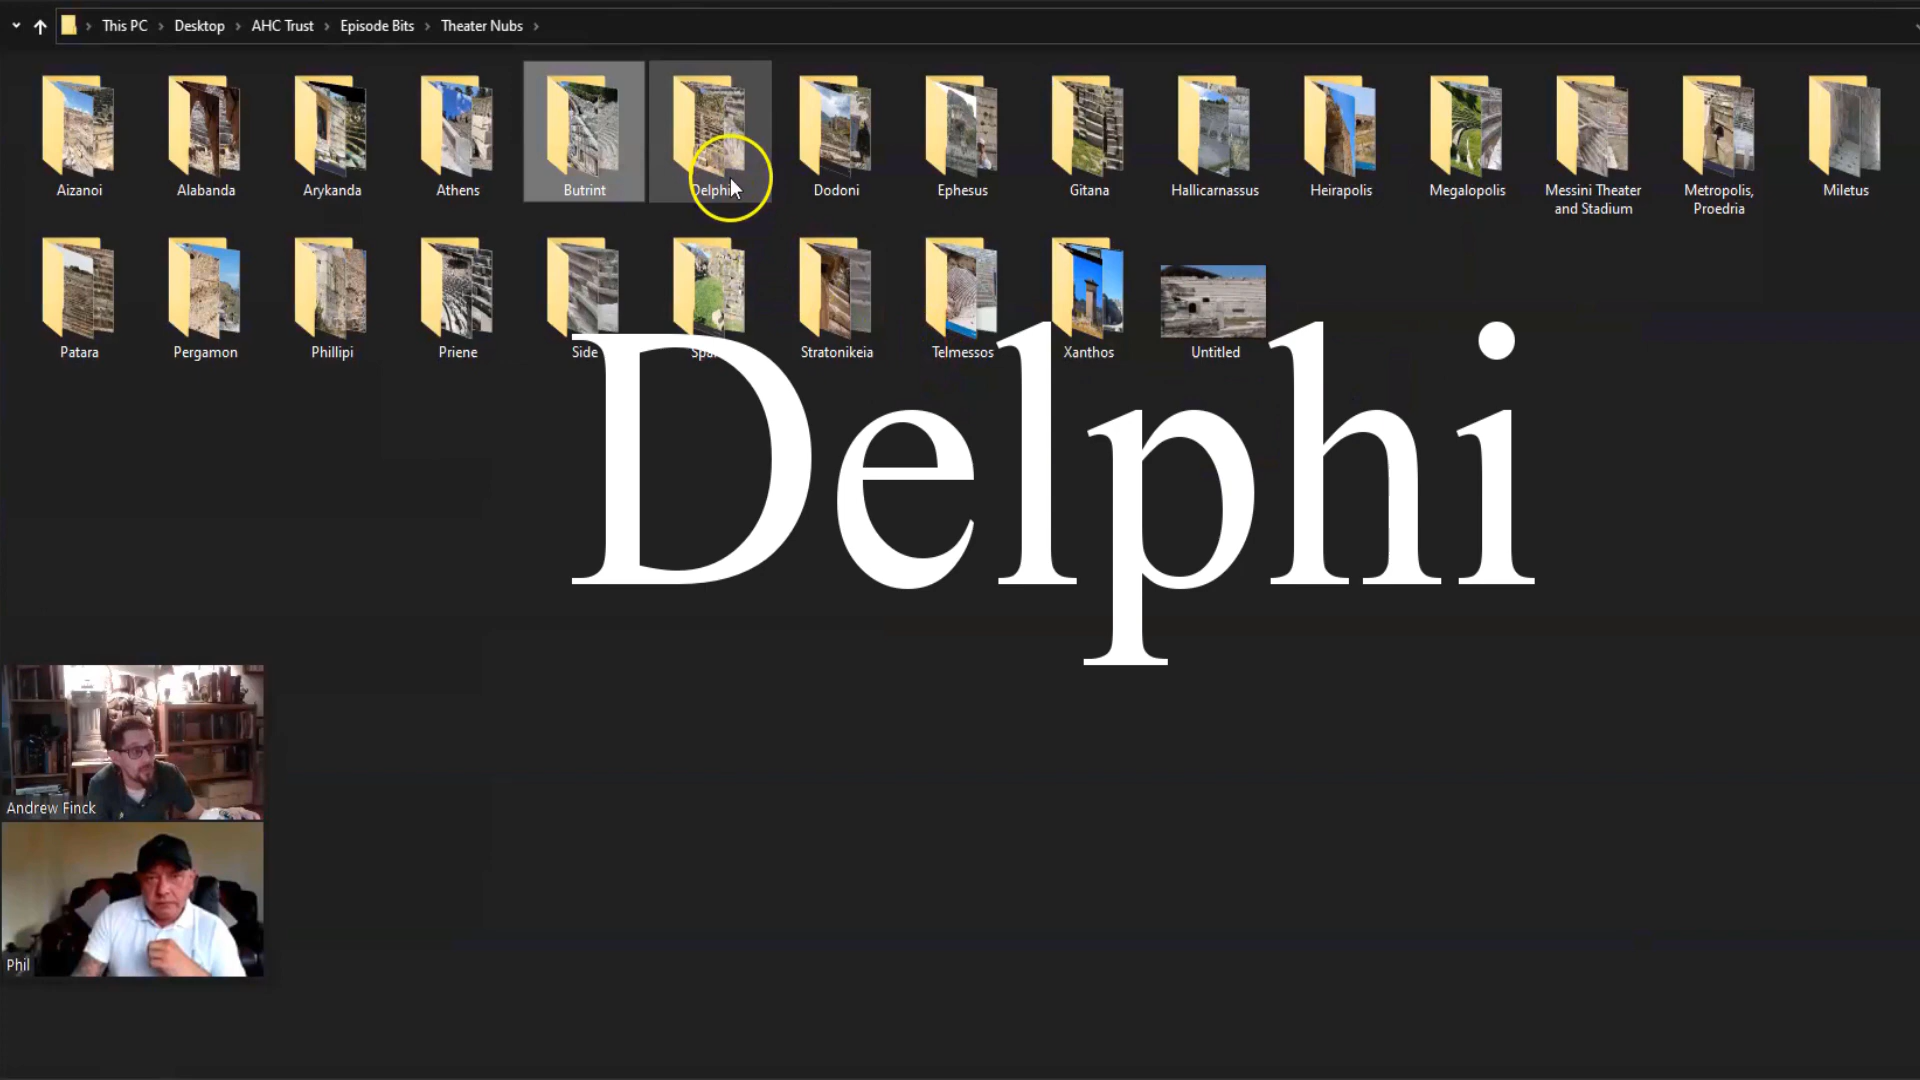 This PC > Desktop > AHC Trust > Episode Bits > Theater Nubs >
Aizanoi
Alabanda
Arykanda
Athens
Butrint
Delphi
Dodoni
Ephesus
Gitana
Hallicarnassus
Heirapolis
Megalopolis
Messini Theater
and Stadium
Metropolis,
Proedria
Miletus
Patara
Pergamon
Phillipi
Priene
Side
Stratonikeia
Telmessos
Xanthos
Untitled
Delphi
Andrew Finck
Phil